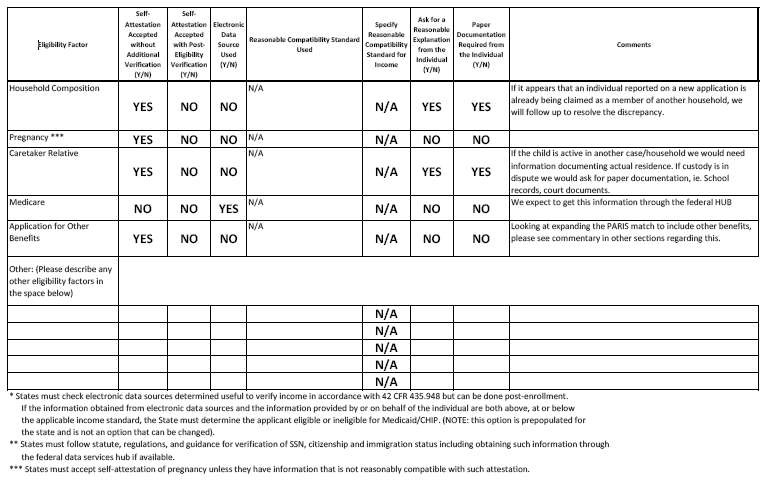 Eligibility Factor
Self-
Attestation
Accepted
without
Additional
Verification
(Y/N)
Self-
Attestation
Accepted
with Post-
Eligibility
Verification
(Y/N)
Electronic
Data
Source
Used
(Y/N)
Reasonable Compatibility Standard
Used
Specify
Reasonable
Compatibility
Standard for
Income
Ask for a
Reasonable
Explanation
from the
Individual
(Y/N)
Paper
Documentation
Required from
the Individual
(Y/N)
Comments
Household Composition
YES
NO
NO
N/A
N/A
YES
YES
If it appears that an individual reported on a new application is
already being claimed as a member of another household, we
will follow up to resolve the discrepancy.
Pregnancy ***
YES
NO
NO
N/A
N/A
NO
NO
Caretaker Relative
YES
NO
NO
N/A
N/A
YES
YES
If the child is active in another case/household we would need
information documenting actual residence. If custody is in
dispute we would ask for paper documentation, ie. School
records, court documents.
Medicare
NO
NO
YES
N/A
N/A
NO
NO
We expect to get this information through the federal HUB
Application for Other
Benefits
YES
NO
NO
N/A
N/A
NO
NO
Looking at expanding the PARIS match to include other benefits,
please see commentary in other sections regarding this.
Other: (Please describe any
other eligibility factors in
the space below)
N/A
N/A
N/A
N/A
N/A
* States must check electronic data sources determined useful to verify income in accordance with 42 CFR 435.948 but can be done post-enrollment.
If the information obtained from electronic data sources and the information provided by or on behalf of the individual are both above, at or below
the applicable income standard, the State must determine the applicant eligible or ineligible for Medicaid/CHIP. (NOTE: this option is prepopulated for
the state and is not an option that can be changed).
** States must follow statute, regulations, and guidance for verification of SSN, citizenship and immigration status including obtaining such information through
the federal data services hub if available.
*** States must accept self-attestation of pregnancy unless they have information that is not reasonably compatible with such attestation.